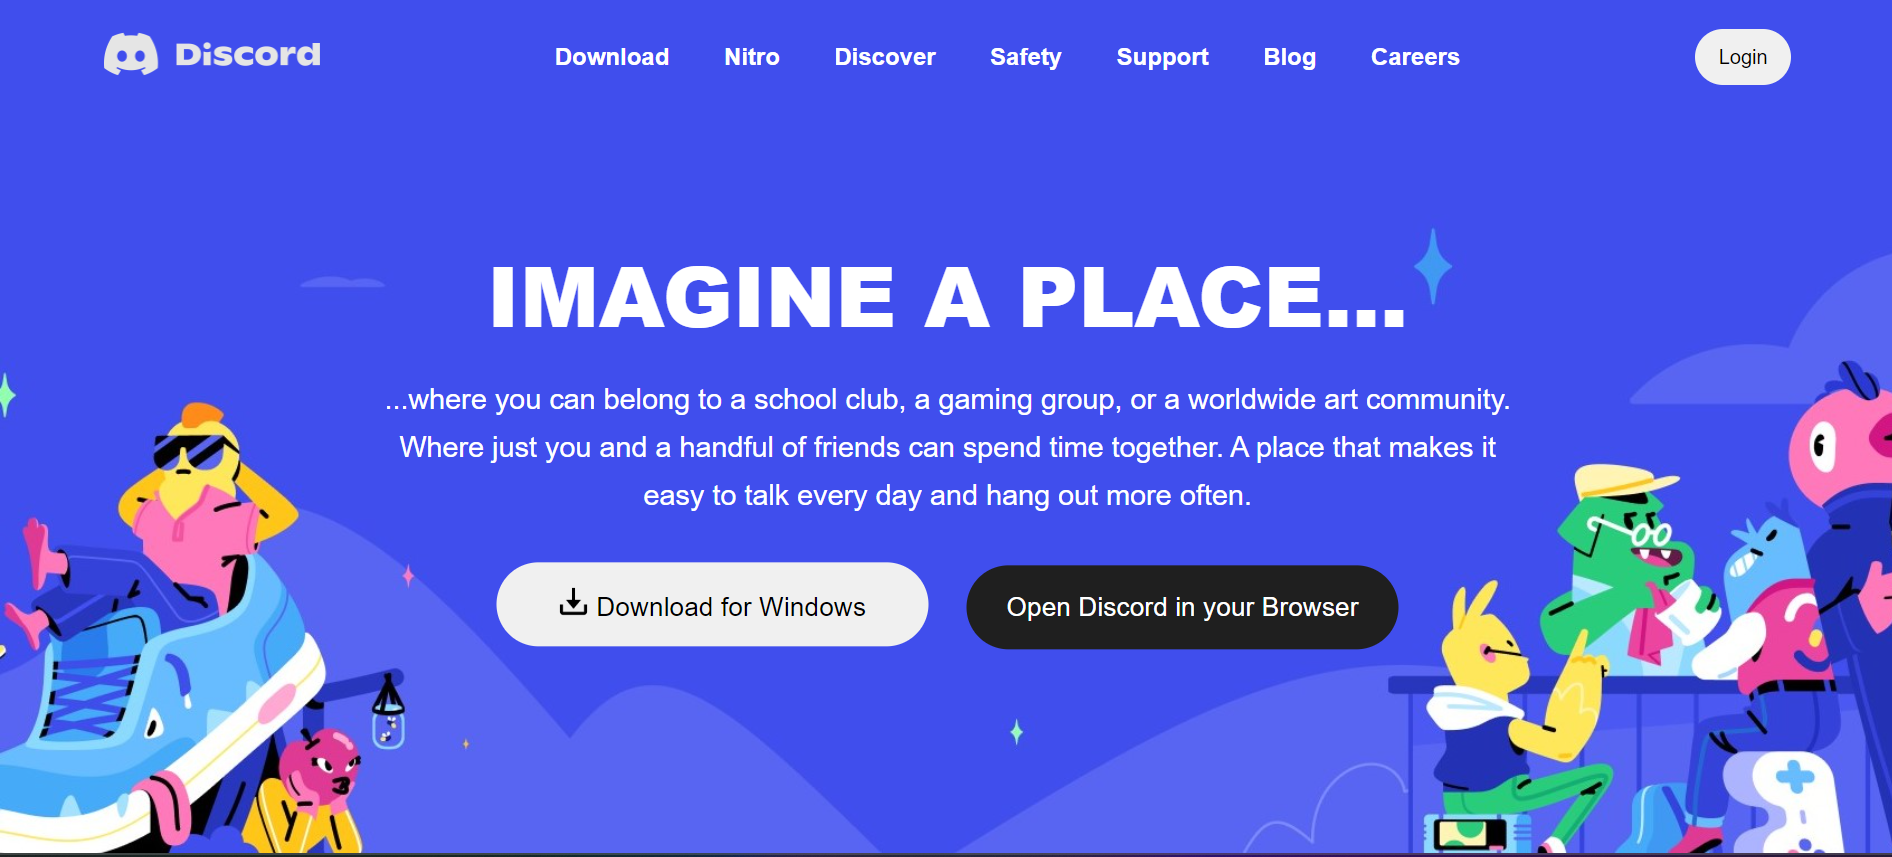 Discord
Download Nitro Discover Safety Support Blog Careers
Login
IMAGINE A PLACE...
...where you can belong to a school club, a gaming group, or a worldwide art community.
Where just you and a handful of friends can spend time together. A place that makes it
easy to talk every day and hang out more often.
Download for Windows
Open Discord in your Browser